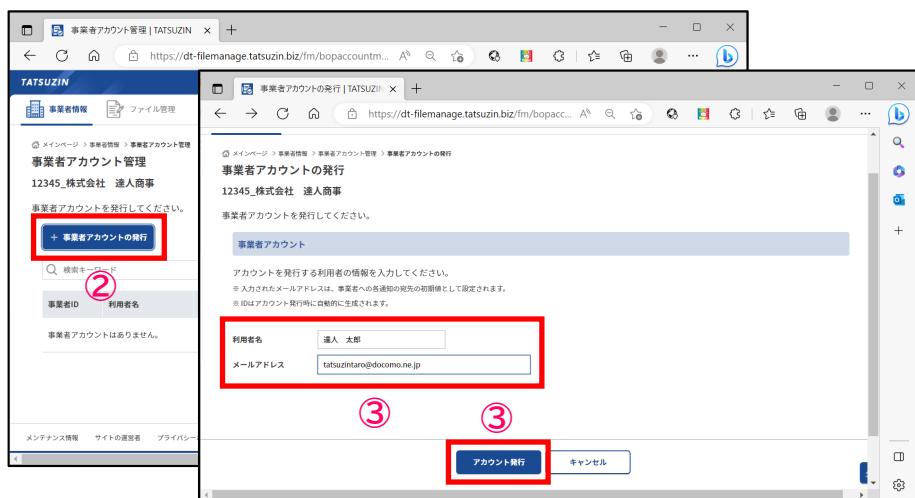 事業者アカウント管理 | TATSUZIN
https://dt-filemanage.tatsuzin.biz/fm/bopaccountm...
TATSUZIN
事業者情報 ファイル管理
メインページ > 事業者情報 > 事業者アカウント管理
事業者アカウント管理
12345_株式会社 達人商事
事業者アカウントを発行してください。
+ 事業者アカウントの発行
②
検索キーワード
事業者ID 利用者名
事業者アカウントはありません。
メンテナンス情報 サイトの運営者 プライバシー
事業者アカウントの発行 | TATSUZIN
https://dt-filemanage.tatsuzin.biz/fm/bopacc...
メインページ > 事業者情報 > 事業者アカウント管理 > 事業者アカウントの発行
事業者アカウントの発行
12345_株式会社 達人商事
事業者アカウントを発行してください。
事業者アカウント
アカウントを発行する利用者の情報を入力してください。
※ 入力されたメールアドレスは、事業者への各通知の宛先の初期値として設定されます。
※ IDはアカウント発行時に自動的に生成されます。
利用者名 達人 太郎
メールアドレス tatsuzintaro@docomo.ne.jp
③ ③
アカウント発行 キャンセル